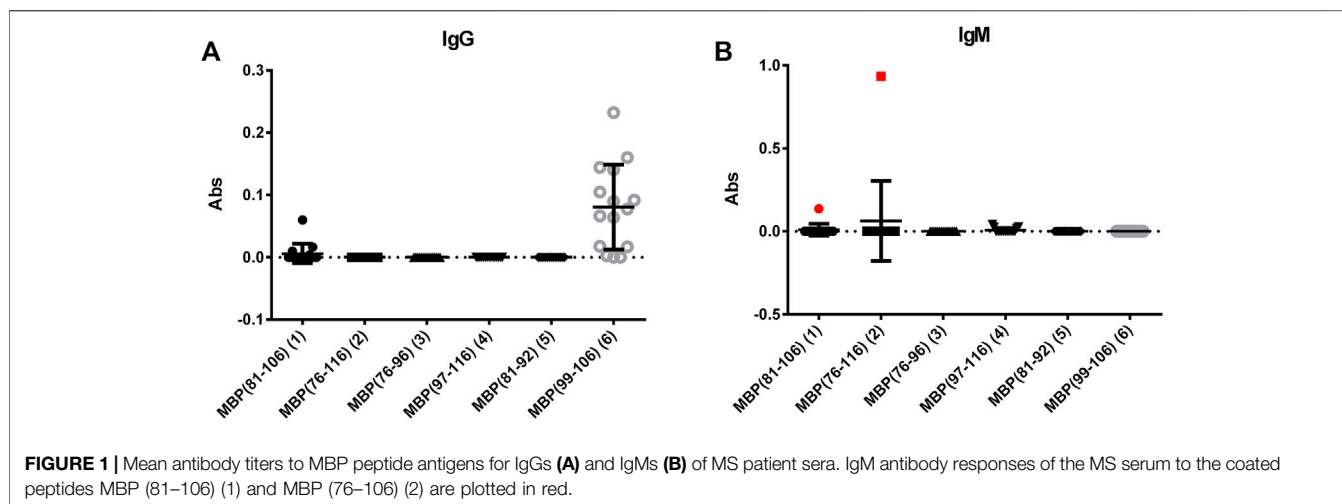 A
IgG
0.3
0.2
0.1
0.0
-0.1
Abs
MBP(81-106) (1)
MBP(76-116) (2)
MBP(76-96) (3)
MBP(97-116) (4)
MBP(81-92) (5)
MBP(99-106) (6)
B
IgM
1.0
0.5
0.0
-0.5
Abs
MBP(81-106) (1)
MBP(76-116) (2)
MBP(76-96) (3)
MBP(97-116) (4)
MBP(81-92) (5)
MBP(99-106) (6)
FIGURE 1 | Mean antibody titers to MBP peptide antigens for IgGs (A) and IgMs (B) of MS patient sera. IgM antibody responses of the MS serum to the coated
peptides MBP (81–106) (1) and MBP (76–106) (2) are plotted in red.